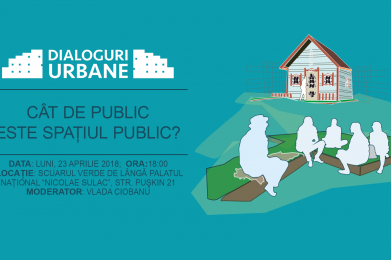 DIALOGURI
URBANE
CÂT DE PUBLIC
ESTE SPAȚIUL PUBLIC?
DATA: LUNI, 23 APRILIE 2018; ORA:18:00
LOCAȚIE: SCUARUL VERDE DE LÂNGĂ PALATUL
NAȚIONAL "NICOLAE SULAC", STR. PUȘKIN 21
MODERATOR: VLADA CIOBANU